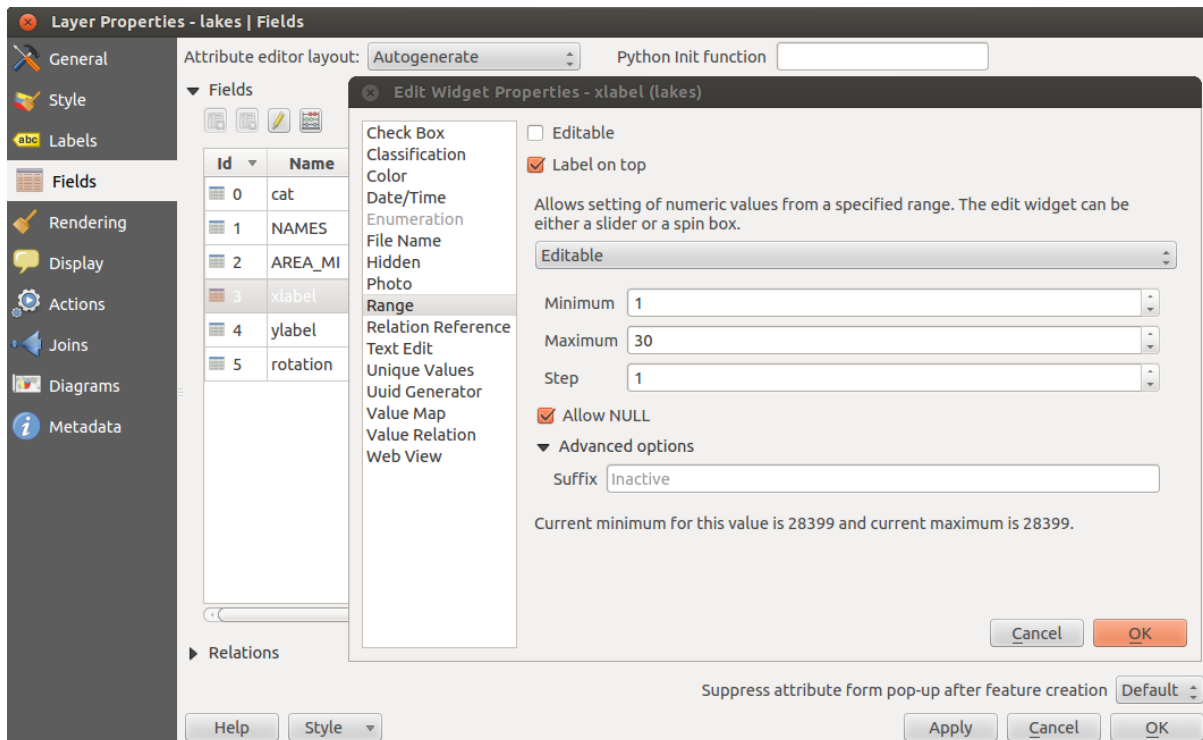 Layer Properties - lakes | Fields
General
Style
Labels
Fields
Rendering
Display
Actions
Joins
Diagrams
Metadata
Attribute editor layout: Autogenerate Python Init function
Fields
Id Name
0 cat
1 NAMES
2 AREA_MI
3 xlabel
4 ylabel
5 rotation
Relations
Edit Widget Properties - xlabel (lakes)
Check Box
Classification
Color
Date/Time
Enumeration
File Name
Hidden
Photo
Range
Relation Reference
Text Edit
Unique Values
Uuid Generator
Value Map
Value Relation
Web View
Editable
Label on top
Allows setting of numeric values from a specified range. The edit widget can be
either a slider or a spin box.
Editable
Minimum 1
Maximum 30
Step 1
Allow NULL
Advanced options
Suffix Inactive
Current minimum for this value is 28399 and current maximum is 28399.
Cancel OK
Suppress attribute form pop-up after feature creation Default
Help Style Apply Cancel OK
abc